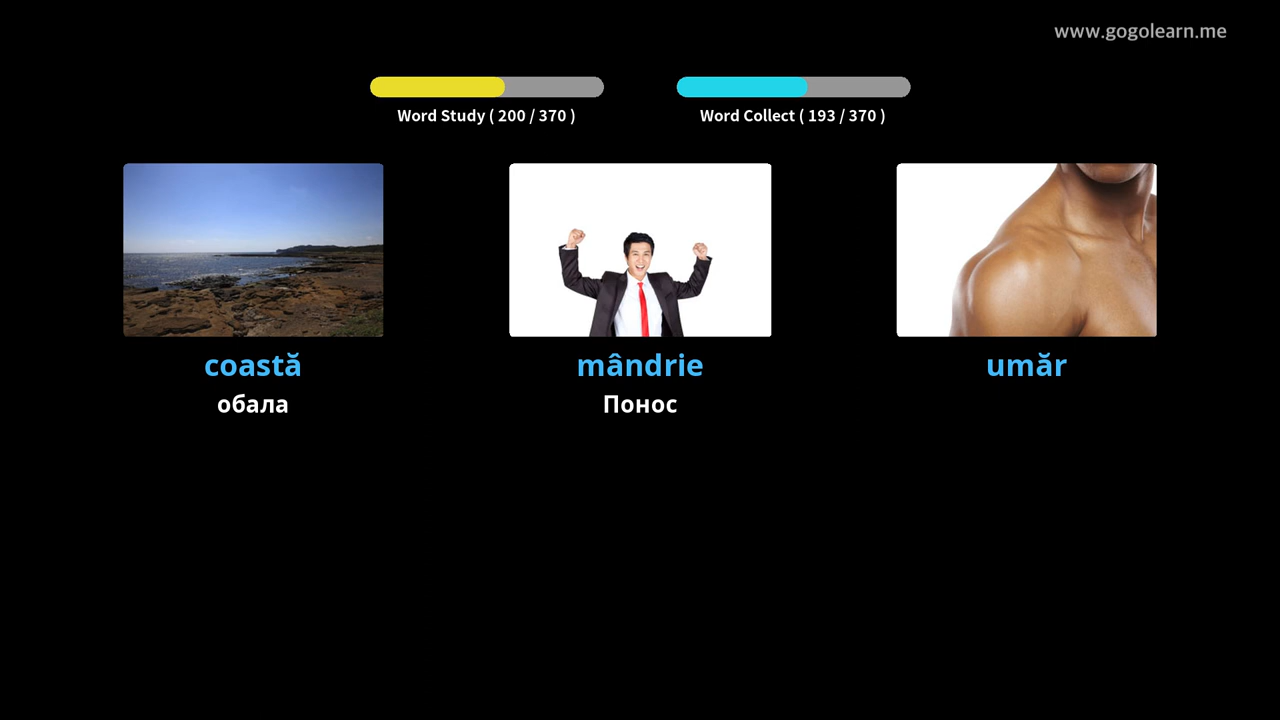 www.gogolearn.me
Word Study ( 200 / 370 )
Word Collect ( 193 / 370 )
coastă
обала
mândrie
Понос
umăr